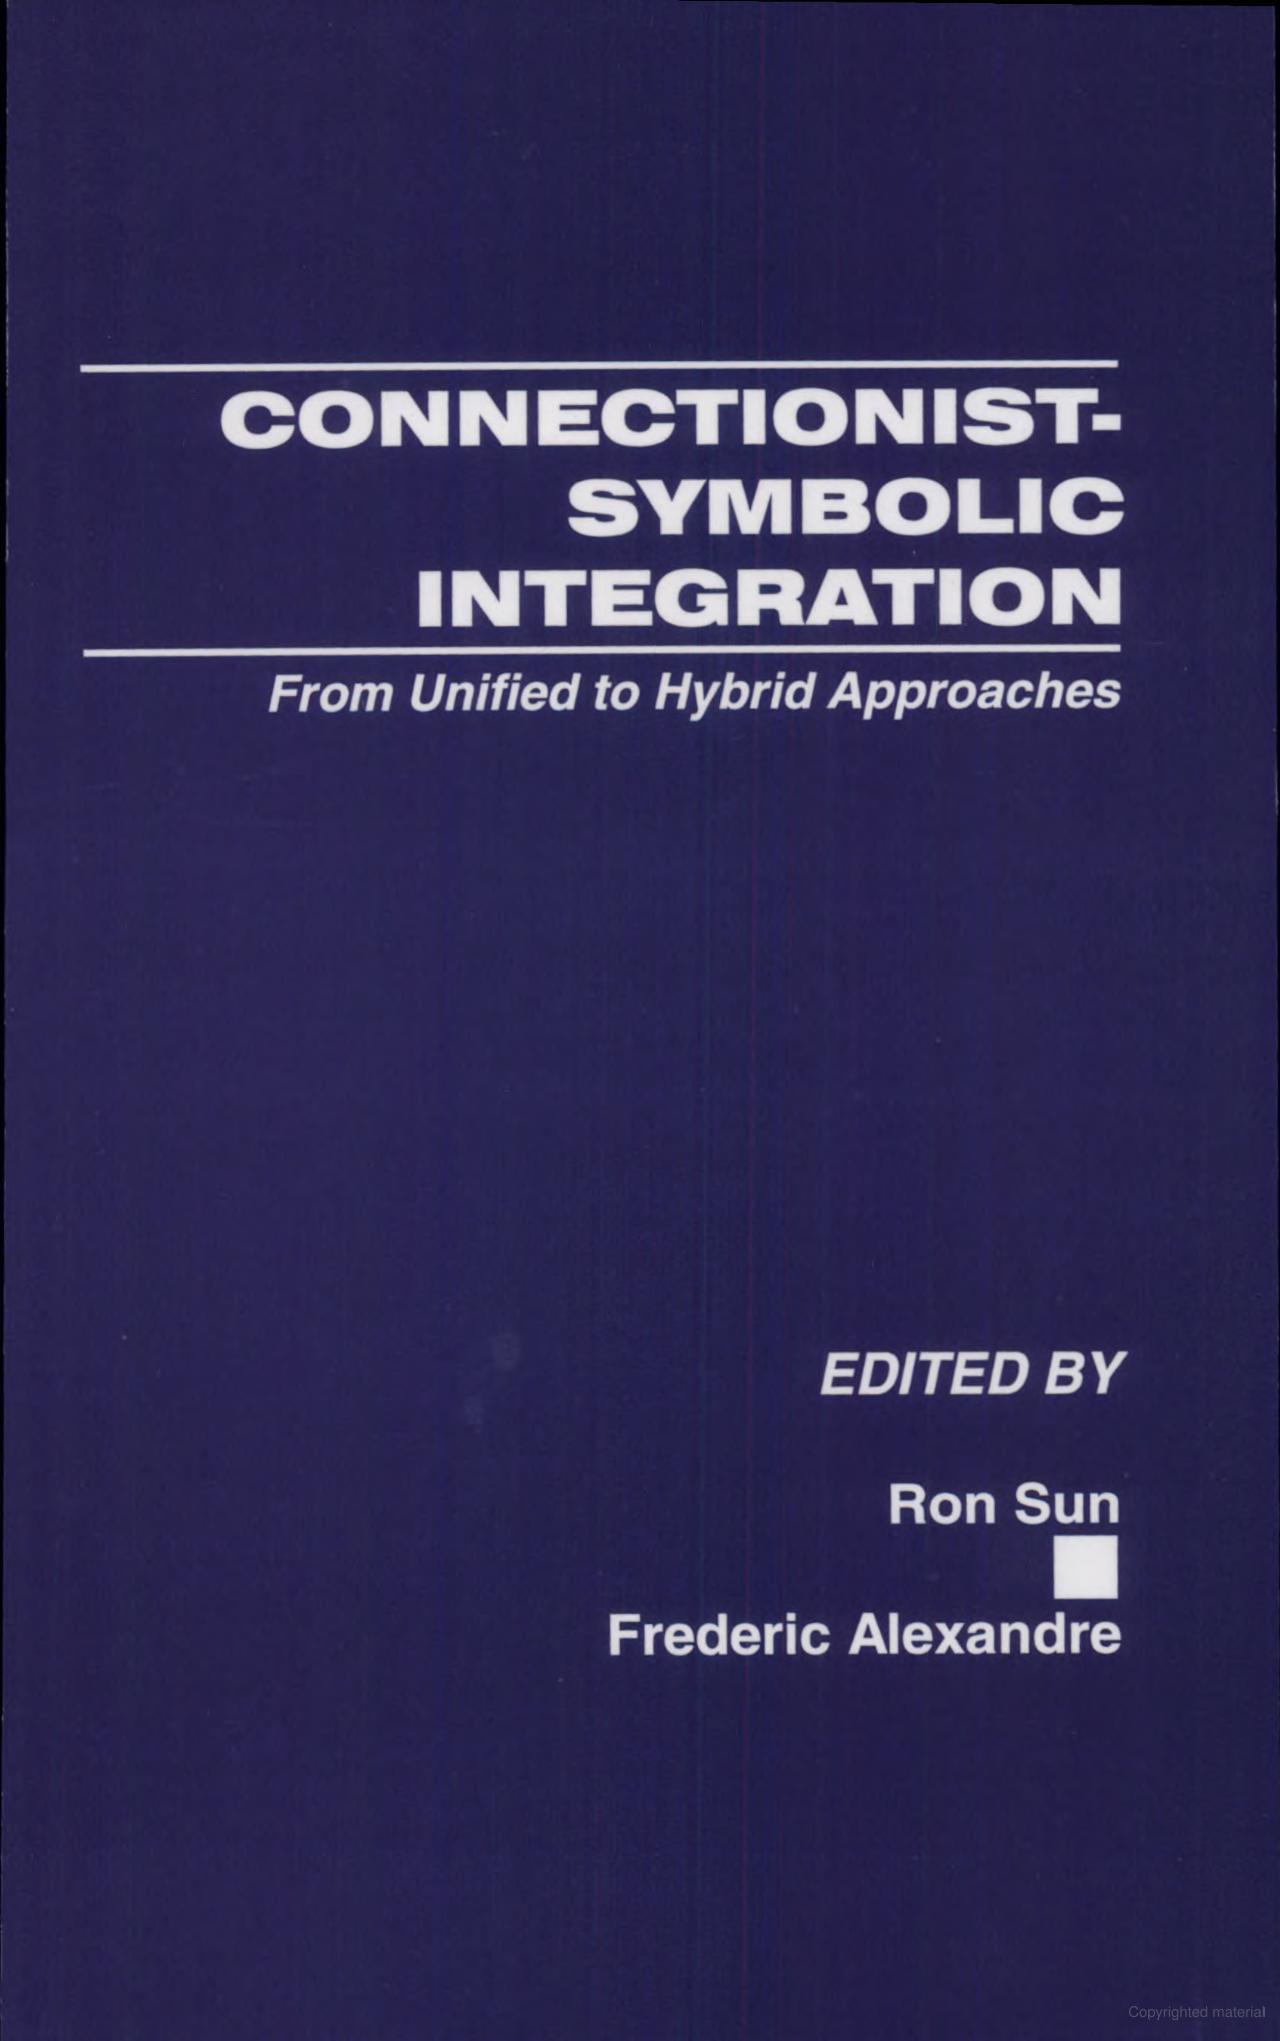 CONNECTIONIST-
SYMBOLIC
INTEGRATION
From Unified to Hybrid Approaches
EDITED BY
Ron Sun
Frederic Alexandre
Copyrighted material